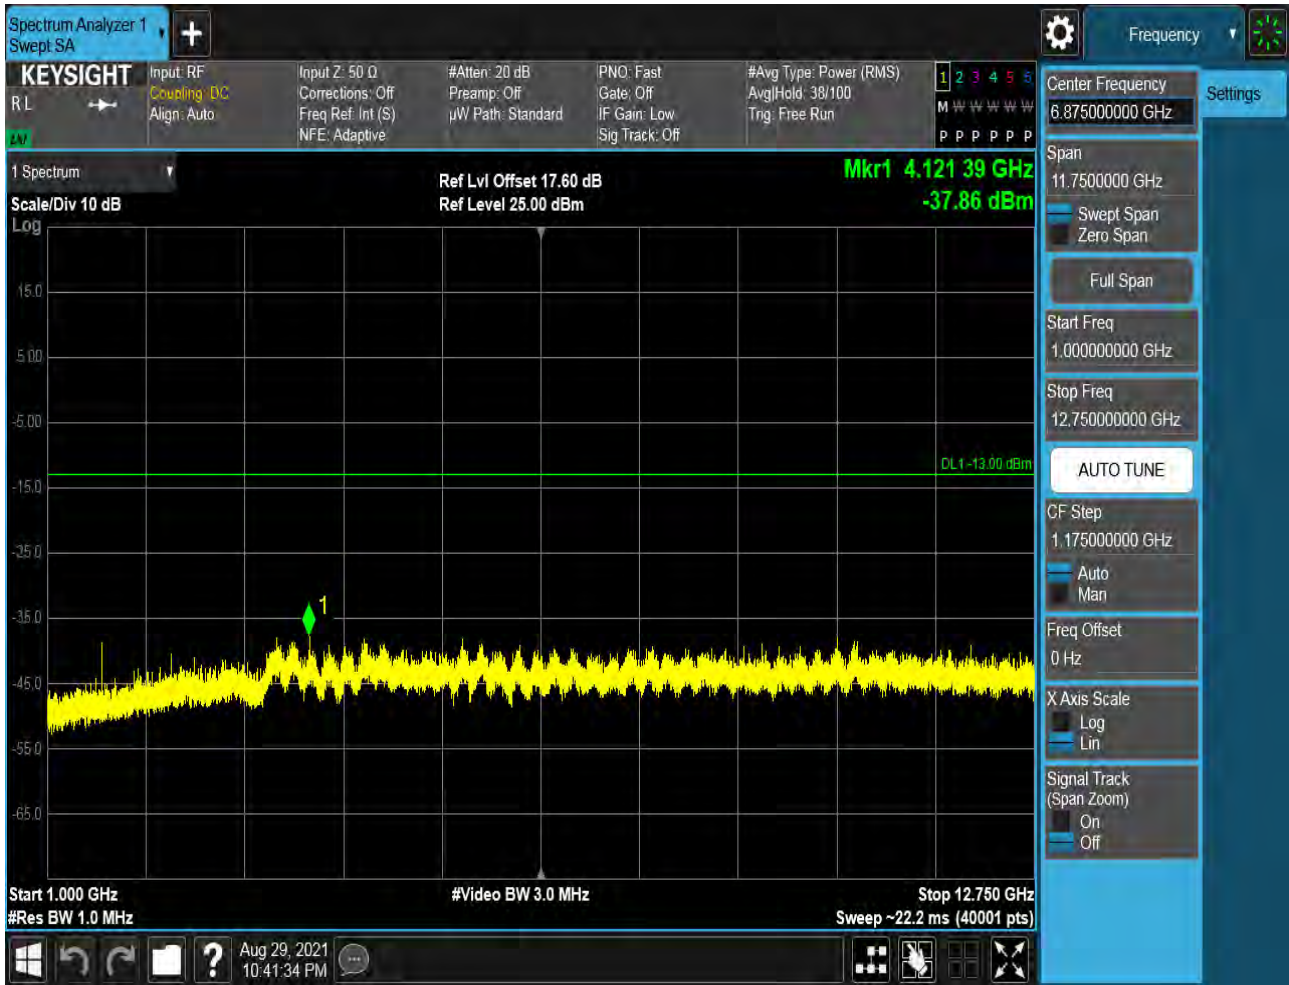 Spectrum Analyzer 1
Swept SA
Frequency
KEYSIGHT
R L
LXI
Input: RF
Coupling: DC
Align: Auto
Input Z: 50 Ω
Corrections: Off
Freq Ref: Int (S)
NFE: Adaptive
#Atten: 20 dB
Preamp: Off
µW Path: Standard
PNO: Fast
Gate: Off
IF Gain: Low
Sig Track: Off
#Avg Type: Power (RMS)
Avg|Hold: 38/100
Trig: Free Run
1 2 3 4 5 6
M W W W W W
P P P P P P
1 Spectrum
Scale/Div 10 dB
Log
Ref Lvl Offset 17.60 dB
Ref Level 25.00 dBm
Mkr1 4.121 39 GHz
-37.86 dBm
15.0
5.00
-5.00
-15.0
-25.0
-35.0
-45.0
-55.0
-65.0
DL1 -13.00 dBm
1
Start 1.000 GHz
#Res BW 1.0 MHz
#Video BW 3.0 MHz
Stop 12.750 GHz
Sweep ~22.2 ms (40001 pts)
Center Frequency
6.875000000 GHz
Settings
Span
11.7500000 GHz
Swept Span
Zero Span
Full Span
Start Freq
1.000000000 GHz
Stop Freq
12.750000000 GHz
AUTO TUNE
CF Step
1.175000000 GHz
Auto
Man
Freq Offset
0 Hz
X Axis Scale
Log
Lin
Signal Track
(Span Zoom)
On
Off
?
Aug 29, 2021
10:41:34 PM